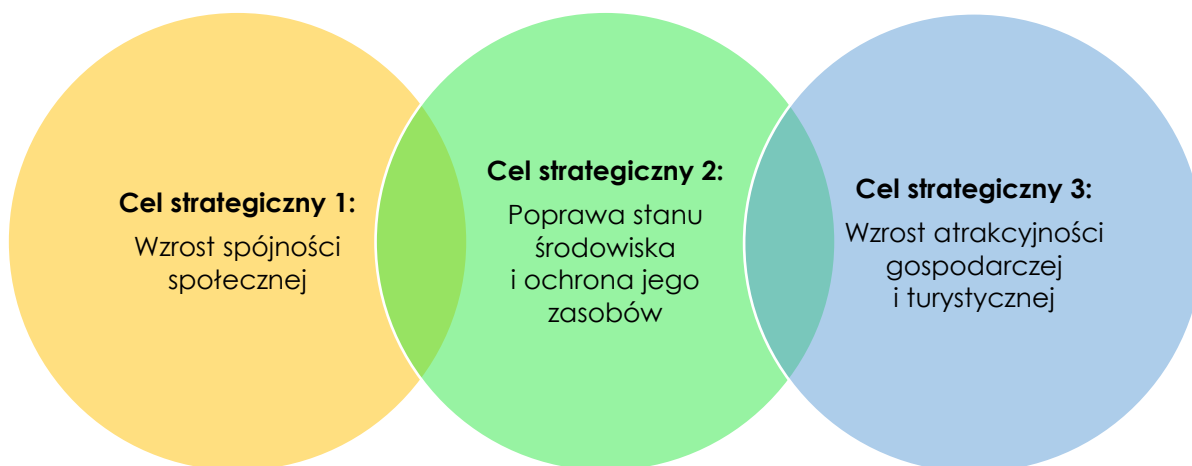 Cel strategiczny 1:
Wzrost spójności
społecznej
Cel strategiczny 2:
Poprawa stanu
środowiska
i ochrona jego
zasobów
Cel strategiczny 3:
Wzrost atrakcyjności
gospodarczej
i turystycznej